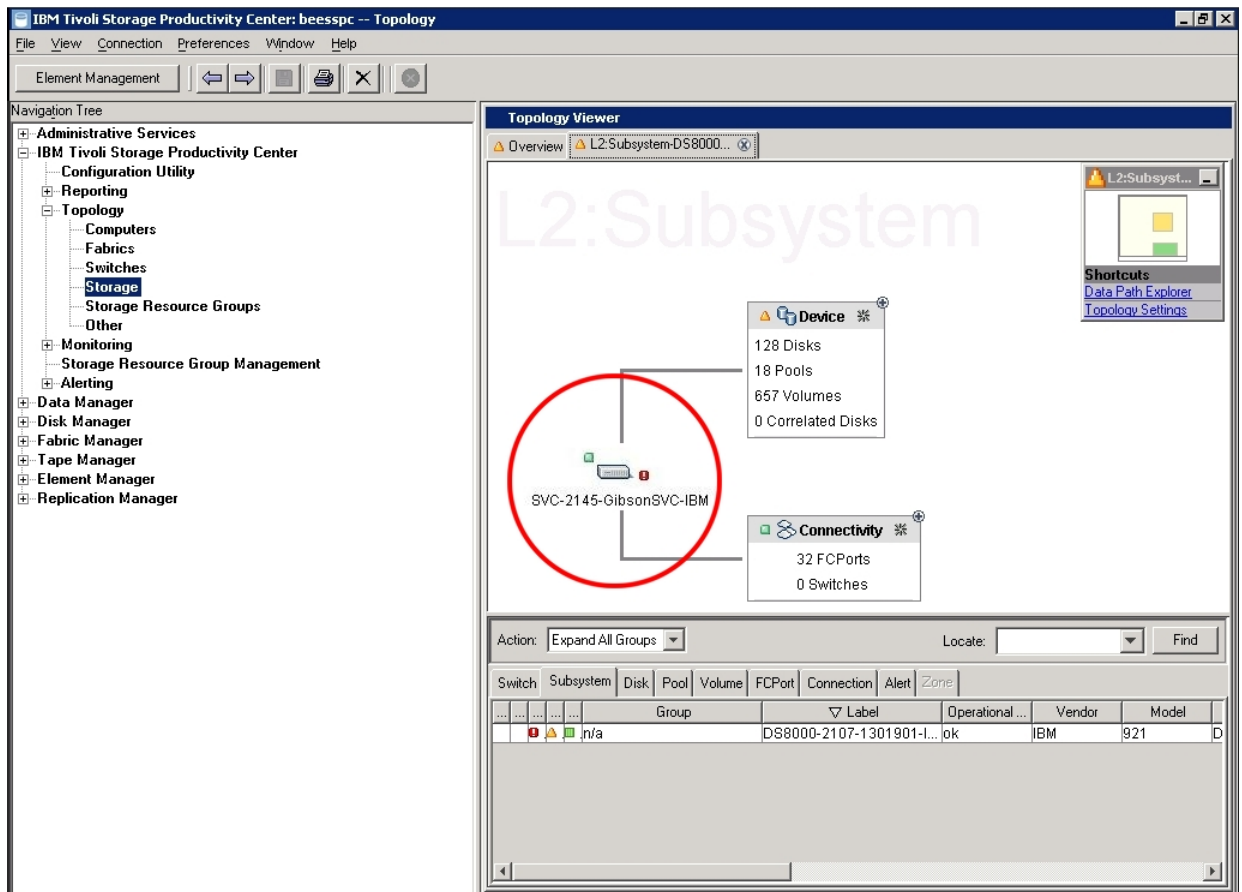 IBM Tivoli Storage Productivity Center: beesspc -- Topology
File View Connection Preferences Window Help
Element Management
Navigation Tree
Administrative Services
IBM Tivoli Storage Productivity Center
Configuration Utility
Reporting
Topology
Computers
Fabrics
Switches
Storage
Storage Resource Groups
Other
Monitoring
Storage Resource Group Management
Alerting
Data Manager
Disk Manager
Fabric Manager
Tape Manager
Element Manager
Replication Manager
Topology Viewer
Overview L2:Subsystem-DS8000...
L2:Subsystem
L2:Subsyst...
Shortcuts
Data Path Explorer
Topology Settings
Device
128 Disks
18 Pools
657 Volumes
0 Correlated Disks
SVC-2145-GibsonSVC-IBM
Connectivity
32 FCPorts
0 Switches
Action: Expand All Groups Locate: Find
Switch Subsystem Disk Pool Volume FCPort Connection Alert Zone
... ... ... ... ... Group Label Operational ... Vendor Model
n/a DS8000-2107-1301901-I... ok IBM 921 D